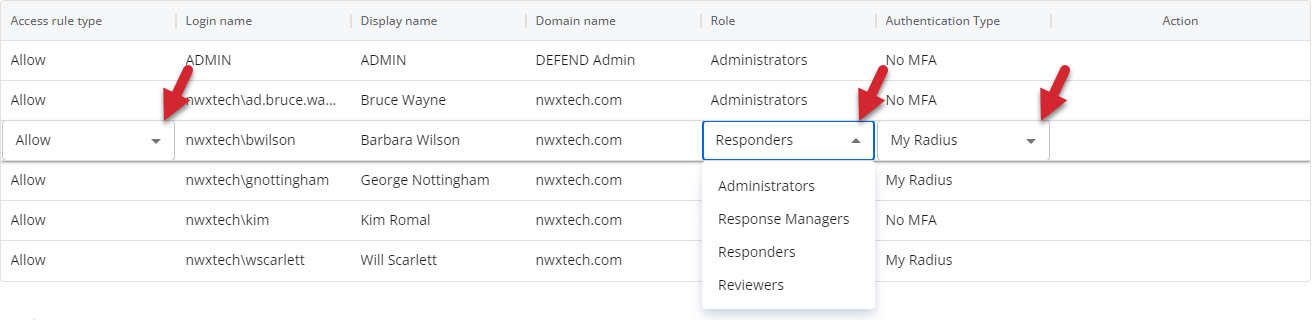 Access rule type Login name Display name Domain name Role Authentication Type Action
Allow ADMIN ADMIN DEFEND Admin Administrators No MFA
Allow nwxtech\ad.bruce.wa... Bruce Wayne nwxtech.com Administrators No MFA
Allow nwxtech\bwilson Barbara Wilson nwxtech.com Responders My Radius
Allow nwxtech\gnottingham George Nottingham nwxtech.com Administrators My Radius
Allow nwxtech\kim Kim Romal nwxtech.com Response Managers No MFA
Responders
Allow nwxtech\wscarlett Will Scarlett nwxtech.com My Radius
Reviewers